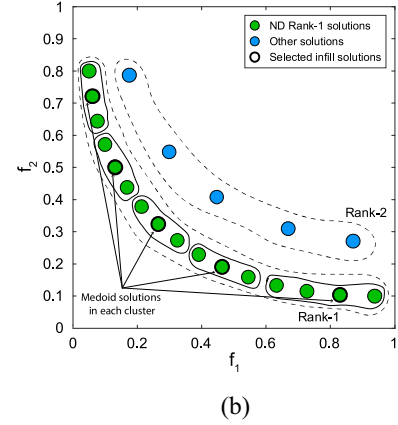 ND Rank-1 solutions
Other solutions
Selected infill solutions
1
0.9
0.8
0.7
0.6
0.5
0.4
0.3
0.2
0.1
0
f2
Rank-2
Medoid solutions
in each cluster
Rank-1
0 0.2 0.4 0.6 0.8 1
f1
(b)